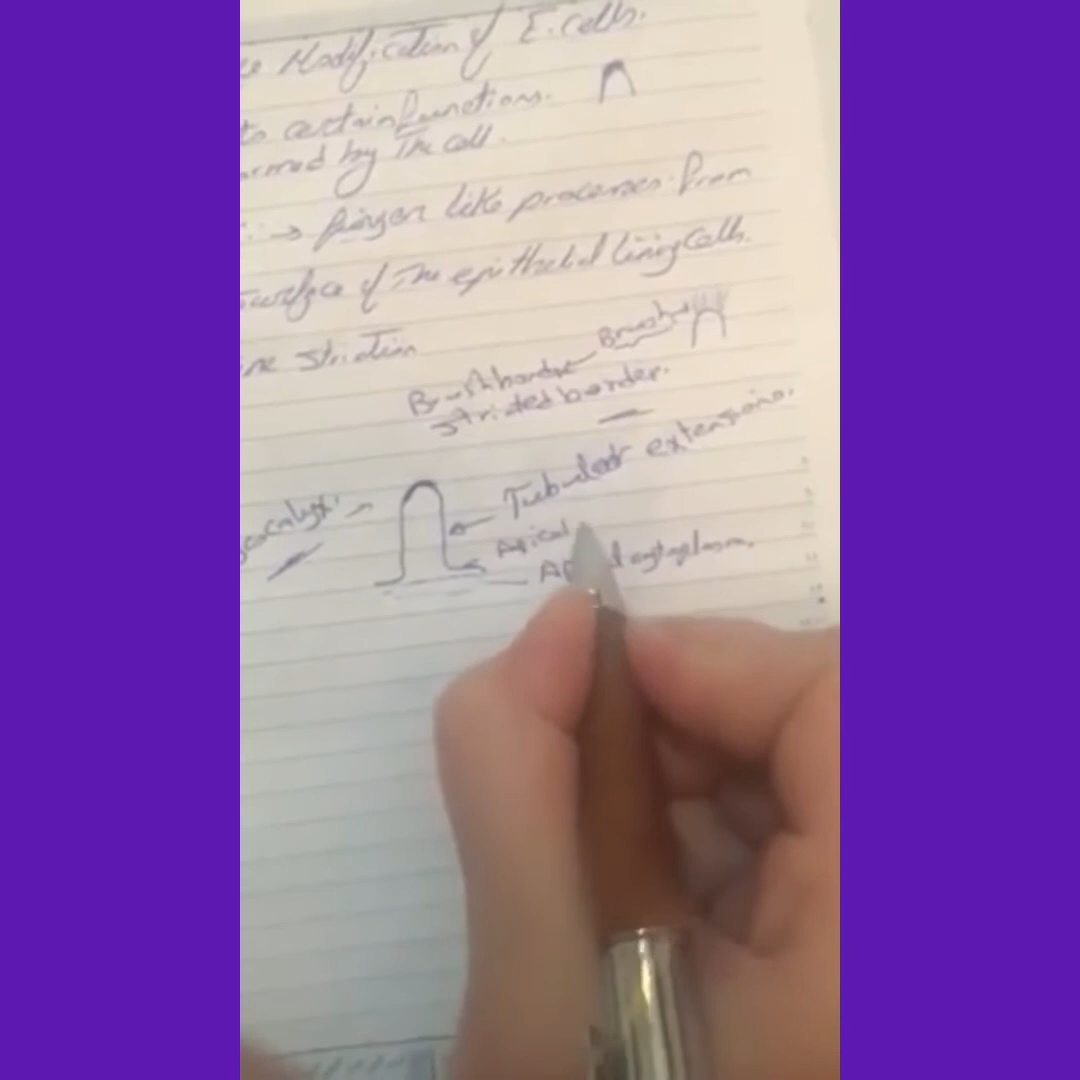 Modification of E. cells.
to certain functions.
by The cell.
→ finger like processes from
surface of The epithelial lining cells.
striation
Brush
Brush border
striated border.
Tubular extensions.
Apical
cytoplasm.